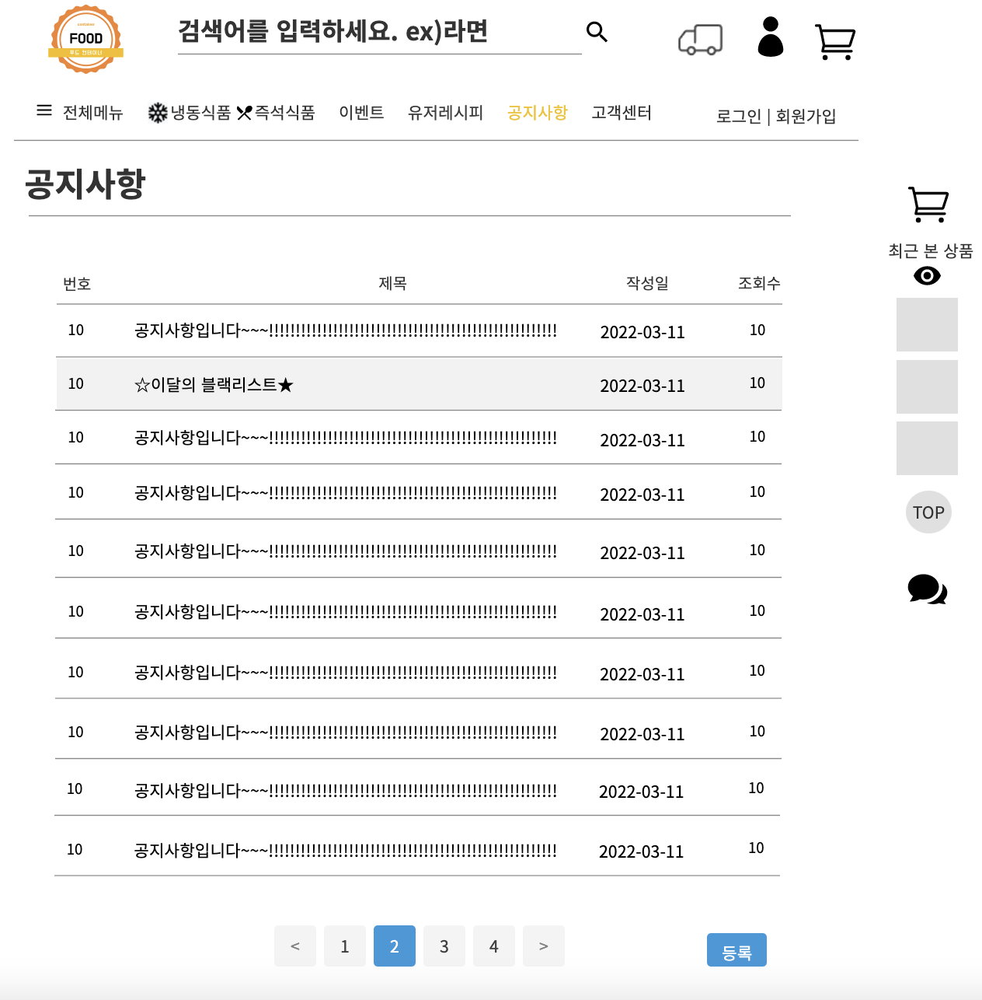 container
FOOD
푸드 컨테이너
검색어를 입력하세요. ex)라면
전체메뉴 냉동식품 즉석식품 이벤트 유저레시피 공지사항 고객센터 로그인 | 회원가입
공지사항
최근 본 상품
번호 제목 작성일 조회수
10 공지사항입니다~~~!!!!!!!!!!!!!!!!!!!!!!!!!!!!!!!!!!!!!!!!!!!!!!!!!!!!!! 2022-03-11 10
10 ☆이달의 블랙리스트★ 2022-03-11 10
10 공지사항입니다~~~!!!!!!!!!!!!!!!!!!!!!!!!!!!!!!!!!!!!!!!!!!!!!!!!!!!!!! 2022-03-11 10
10 공지사항입니다~~~!!!!!!!!!!!!!!!!!!!!!!!!!!!!!!!!!!!!!!!!!!!!!!!!!!!!!! 2022-03-11 10
TOP
10 공지사항입니다~~~!!!!!!!!!!!!!!!!!!!!!!!!!!!!!!!!!!!!!!!!!!!!!!!!!!!!!! 2022-03-11 10
10 공지사항입니다~~~!!!!!!!!!!!!!!!!!!!!!!!!!!!!!!!!!!!!!!!!!!!!!!!!!!!!!! 2022-03-11 10
10 공지사항입니다~~~!!!!!!!!!!!!!!!!!!!!!!!!!!!!!!!!!!!!!!!!!!!!!!!!!!!!!! 2022-03-11 10
10 공지사항입니다~~~!!!!!!!!!!!!!!!!!!!!!!!!!!!!!!!!!!!!!!!!!!!!!!!!!!!!!! 2022-03-11 10
10 공지사항입니다~~~!!!!!!!!!!!!!!!!!!!!!!!!!!!!!!!!!!!!!!!!!!!!!!!!!!!!!! 2022-03-11 10
10 공지사항입니다~~~!!!!!!!!!!!!!!!!!!!!!!!!!!!!!!!!!!!!!!!!!!!!!!!!!!!!!! 2022-03-11 10
< 1 2 3 4 > 등록